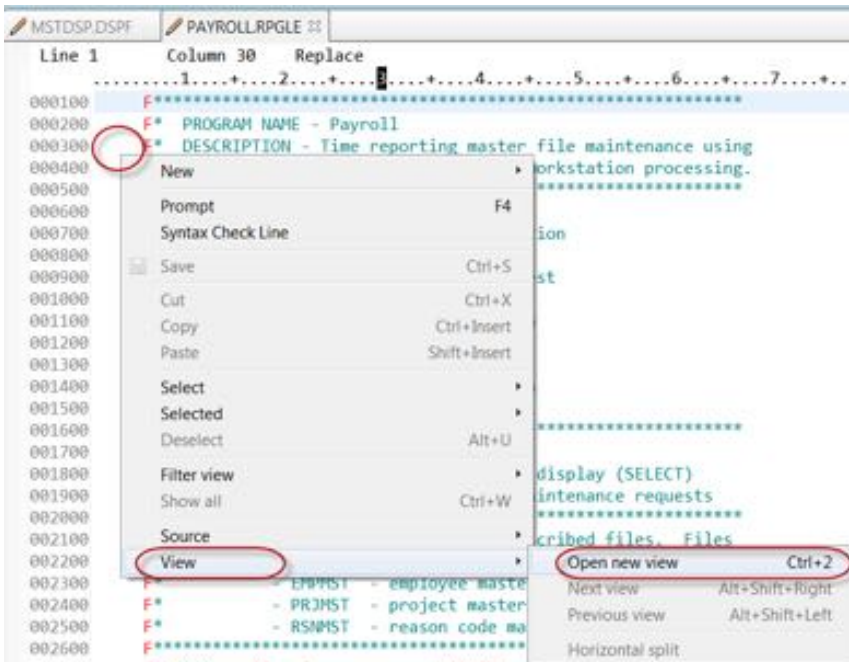 MSTDSP.DSPF PAYROLL.RPGLE
Line 1 Column 30 Replace
.........1....+....2....+....3....+....4....+....5....+....6....+....7....+..
000100 F************************************************************
000200 F* PROGRAM NAME - Payroll
000300 F* DESCRIPTION - Time reporting master file maintenance using
000400 New orkstation processing.
000500 *************************
000600 Prompt F4
000700 Syntax Check Line ion
000800
000900 Save Ctrl+S st
001000 Cut Ctrl+X
001100 Copy Ctrl+Insert
001200 Paste Shift+Insert
001300
001400 Select
001500 Selected
001600 Deselect Alt+U *************************
001700
001800 Filter view display (SELECT)
001900 Show all Ctrl+W intenance requests
002000 *************************
002100 Source cribed files. Files
002200 View Open new view Ctrl+2
002300 F* - EMPMST - employee maste Next view Alt+Shift+Right
002400 F* - PRJMST - project master Previous view Alt+Shift+Left
002500 F* - RSNMST - reason code ma
002600 F************************************ Horizontal split